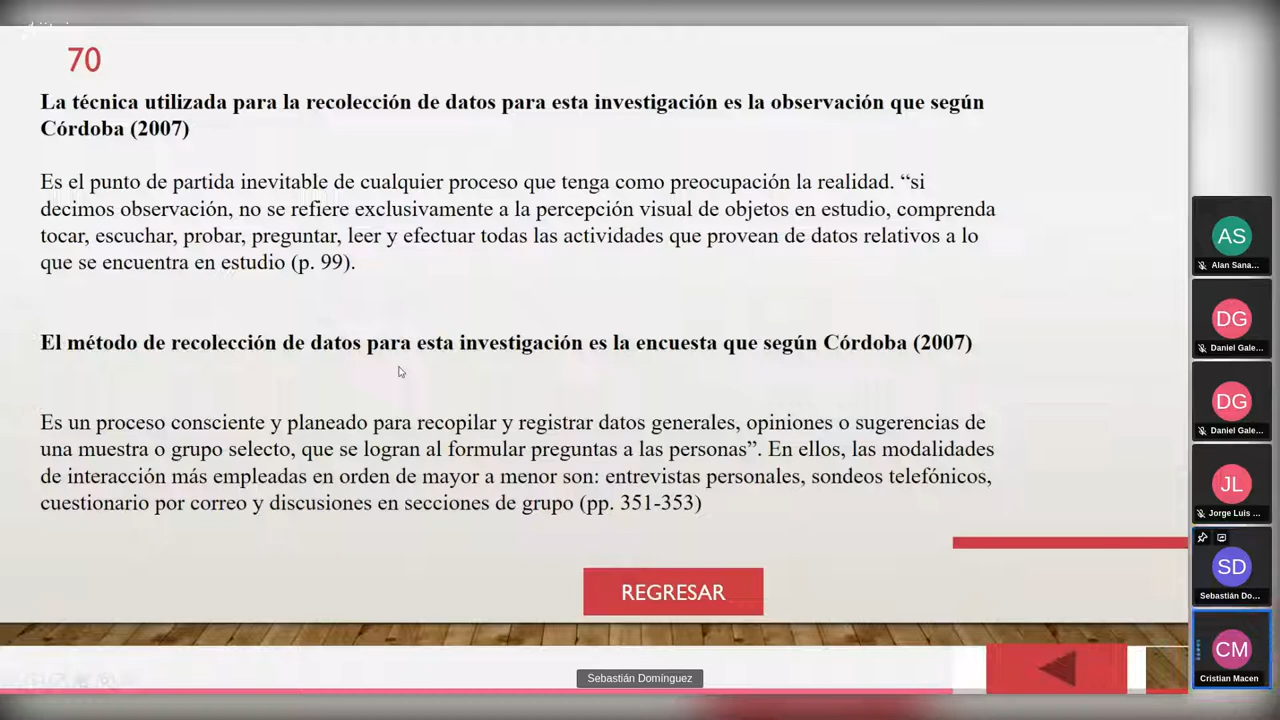 70
La técnica utilizada para la recolección de datos para esta investigación es la observación que según
Córdoba (2007)
Es el punto de partida inevitable de cualquier proceso que tenga como preocupación la realidad. “si
decimos observación, no se refiere exclusivamente a la percepción visual de objetos en estudio, comprenda
tocar, escuchar, probar, preguntar, leer y efectuar todas las actividades que provean de datos relativos a lo
que se encuentra en estudio (p. 99).
El método de recolección de datos para esta investigación es la encuesta que según Córdoba (2007)
Es un proceso consciente y planeado para recopilar y registrar datos generales, opiniones o sugerencias de
una muestra o grupo selecto, que se logran al formular preguntas a las personas”. En ellos, las modalidades
de interacción más empleadas en orden de mayor a menor son: entrevistas personales, sondeos telefónicos,
cuestionario por correo y discusiones en secciones de grupo (pp. 351-353)
REGRESAR
Sebastián Domínguez
AS
Alan Sana...
DG
Daniel Gale...
DG
Daniel Gale...
JL
Jorge Luis ...
SD
Sebastián Do...
CM
Cristian Macen